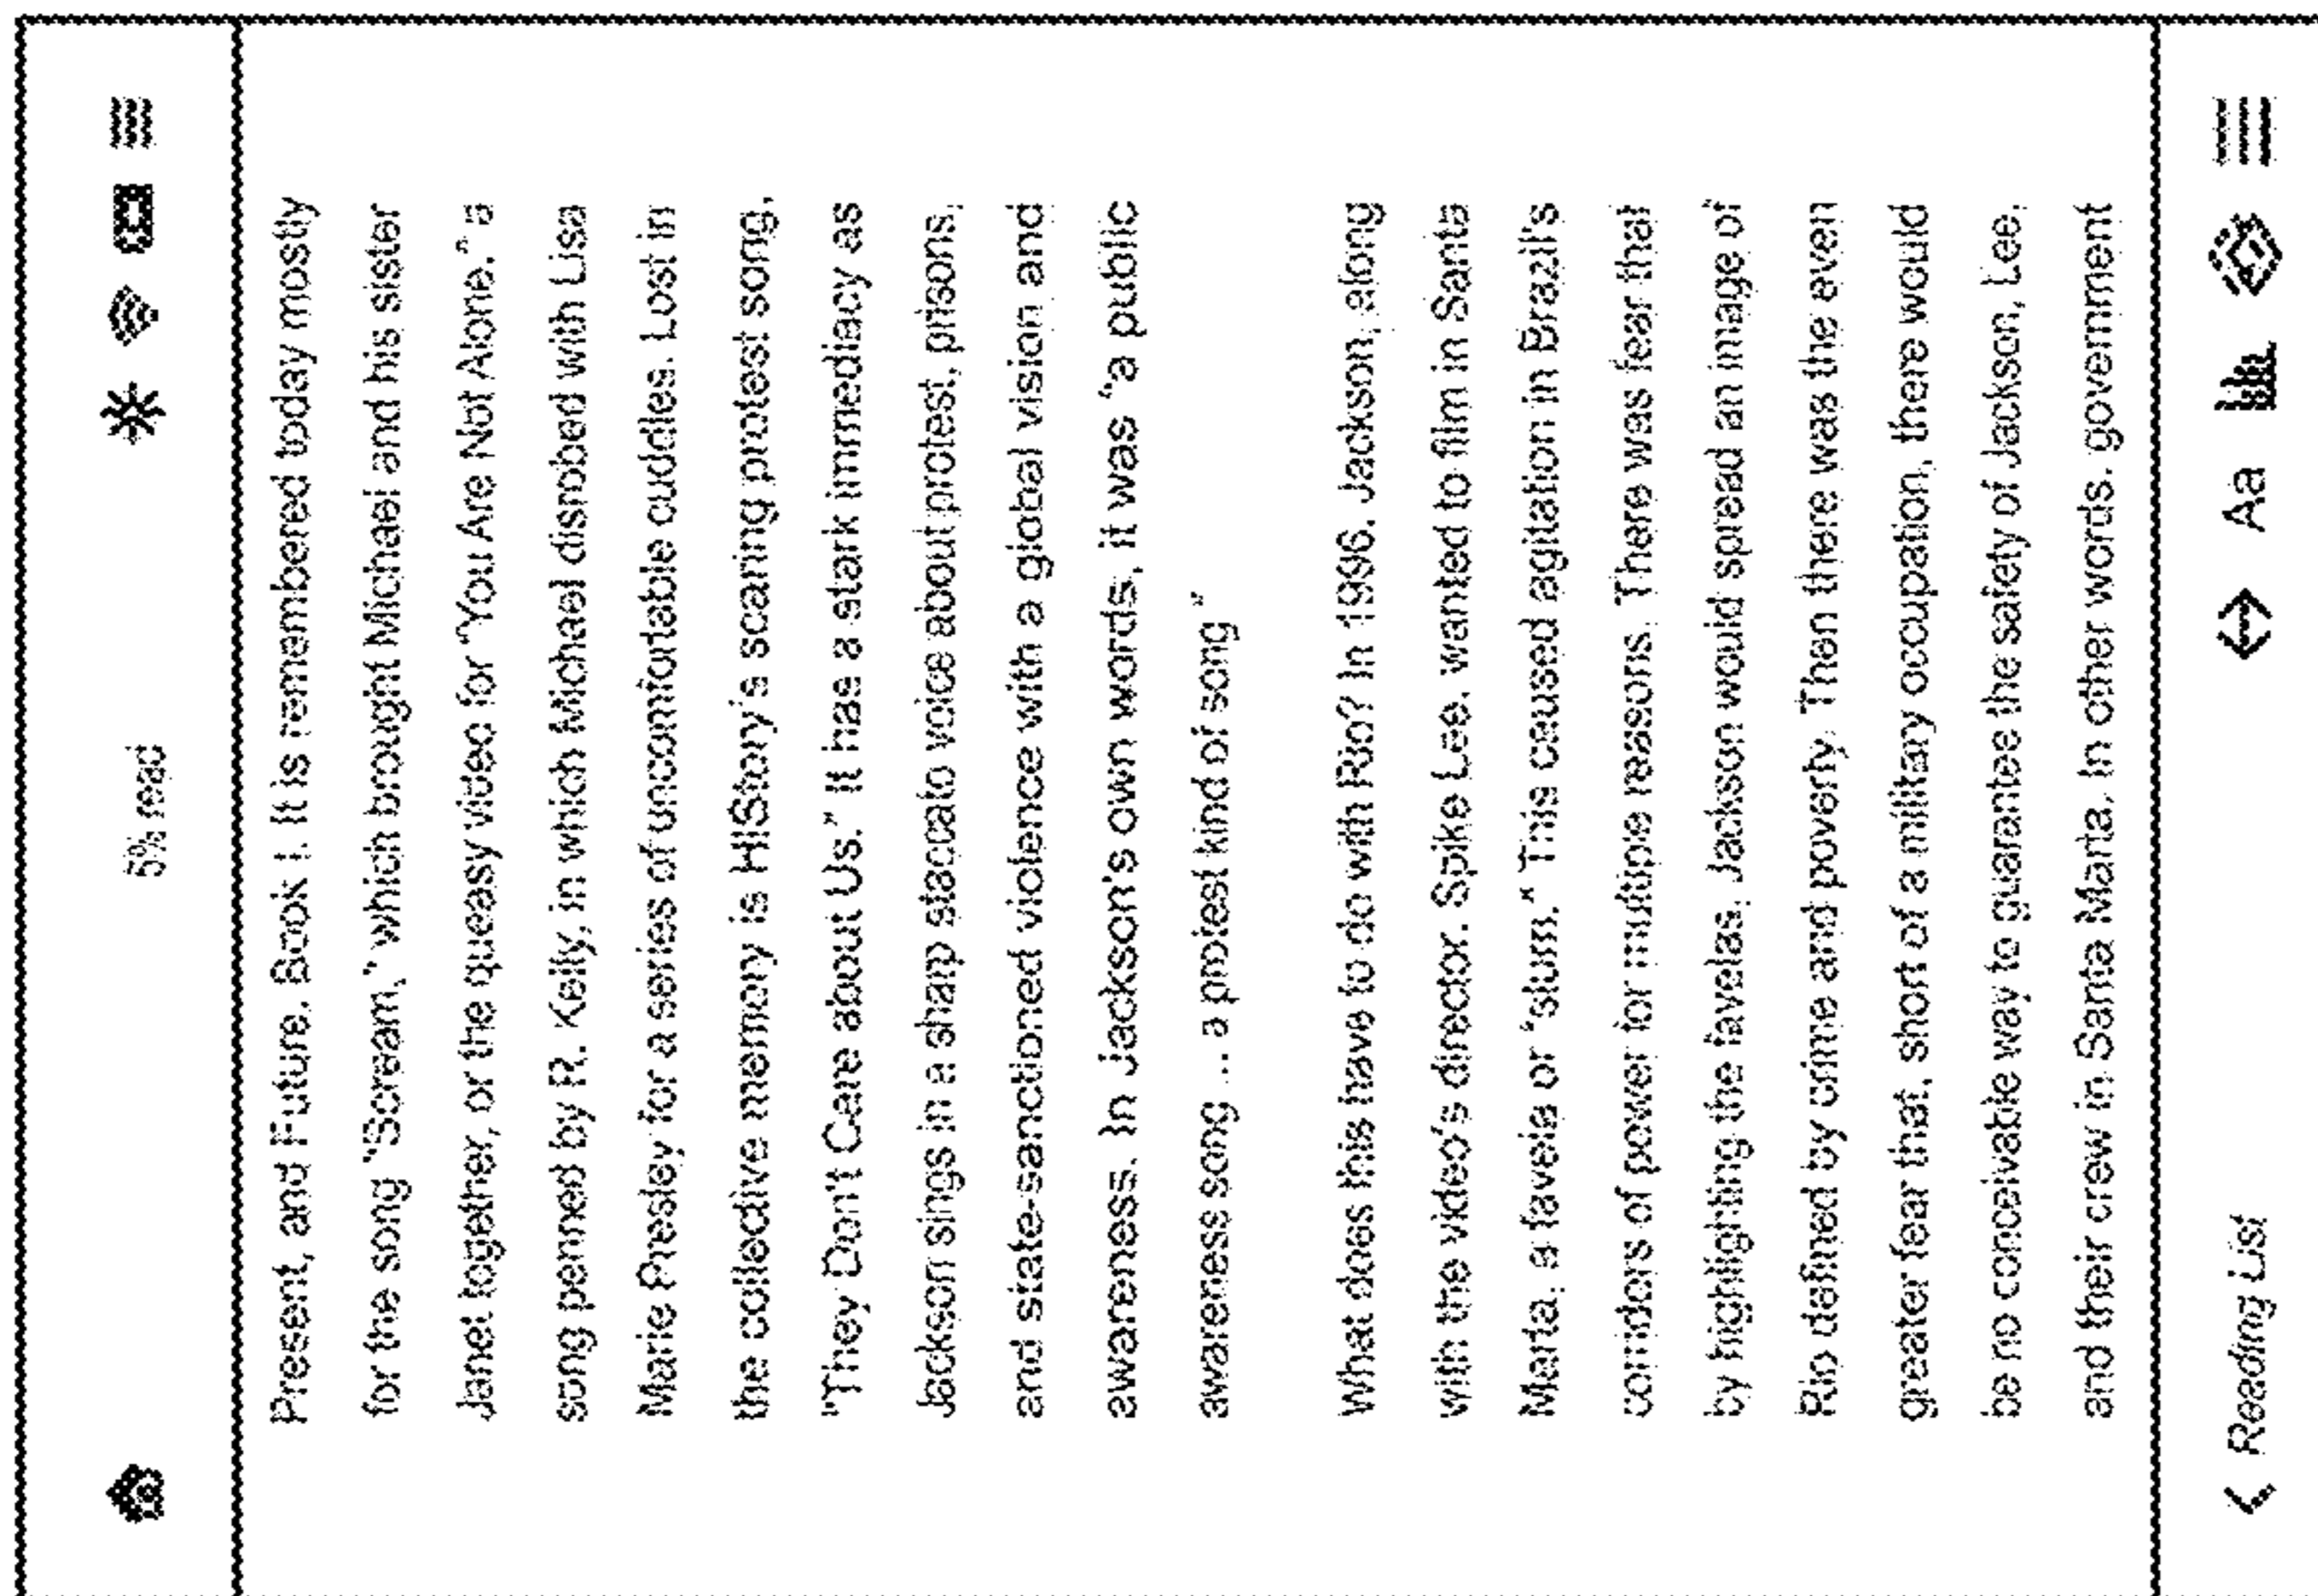 5% read
Present, and Future, Book I. It is remembered today mostly
for the song "Scream," which brought Michael and his sister
Janet together, or the queasy video for "You Are Not Alone," a
song penned by R. Kelly, in which Michael disrobed with Lisa
Marie Presley for a series of uncomfortable cuddles. Lost in
the collective memory is HIStory's scaring protest song,
"They Don't Care about Us." It has a stark immediacy as
Jackson sings in a sharp staccato voice about protest, prisons,
and state-sanctioned violence with a global vision and
awareness. In Jackson's own words, it was "a public
awareness song ... a protest kind of song"
What does this have to do with Rio? In 1996, Jackson, along
with the video's director, Spike Lee, wanted to film in Santa
Marta, a favela or "slum." This caused agitation in Brazil's
corridors of power for multipe reasons. There was fear that
by highlighting the favelas, Jackson would spread an image of
Rio defined by crime and poverty. Then there was the even
greater fear that, short of a military occupation, there would
be no conceivable way to guarantee the safety of Jackson, Lee,
and their crew in Santa Marta. In other words, government
< Reading List Aa